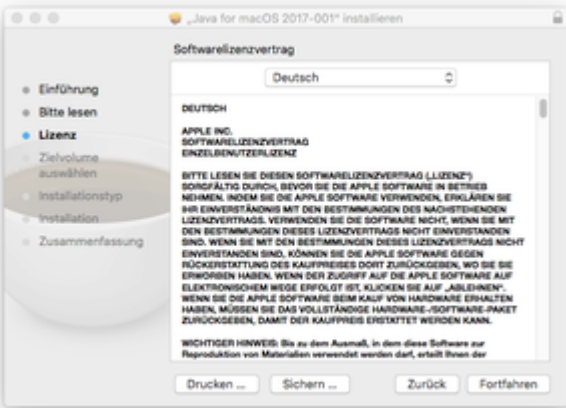 „Java for macOS 2017-001“ installieren
Softwarelizenzvertrag
Deutsch
Einführung
Bitte lesen
Lizenz
Zielvolume
auswählen
Installationstyp
Installation
Zusammenfassung
DEUTSCH
APPLE INC.
SOFTWARELIZENZVERTRAG
EINZELBENUTZERLIZENZ
BITTE LESEN SIE DIESEN SOFTWARELIZENZVERTRAG („LIZENZ“)
SORGFÄLTIG DURCH, BEVOR SIE DIE APPLE SOFTWARE IN BETRIEB
NEHMEN. INDEM SIE DIE APPLE SOFTWARE VERWENDEN, ERKLÄREN SIE
IHR EINVERSTÄNDNIS MIT DEN BESTIMMUNGEN DES NACHSTEHENDEN
LIZENZVERTRAGS. VERWENDEN SIE DIE SOFTWARE NICHT, WENN SIE MIT
DEN BESTIMMUNGEN DIESES LIZENZVERTRAGS NICHT EINVERSTANDEN
SIND. WENN SIE MIT DEN BESTIMMUNGEN DIESES LIZENZVERTRAGS NICHT
EINVERSTANDEN SIND, KÖNNEN SIE DIE APPLE SOFTWARE GEGEN
RÜCKERSTATTUNG DES KAUFPREISES DORT ZURÜCKGEBEN, WO SIE SIE
ERWORBEN HABEN. WENN DER ZUGRIFF AUF DIE APPLE SOFTWARE AUF
ELEKTRONISCHEM WEGE ERFOLGT IST, KLICKEN SIE AUF „ABLEHNEN“.
WENN SIE DIE APPLE SOFTWARE BEIM KAUF VON HARDWARE ERHALTEN
HABEN, MÜSSEN SIE DAS VOLLSTÄNDIGE HARDWARE-/SOFTWARE-PAKET
ZURÜCKGEBEN, DAMIT DER KAUFPREIS ERSTATTET WERDEN KANN.
WICHTIGER HINWEIS: Bis zu dem Ausmaß, in dem diese Software zur
Reproduktion von Materialien verwendet werden darf, erteilt Ihnen der
Drucken ...
Sichern ...
Zurück
Fortfahren